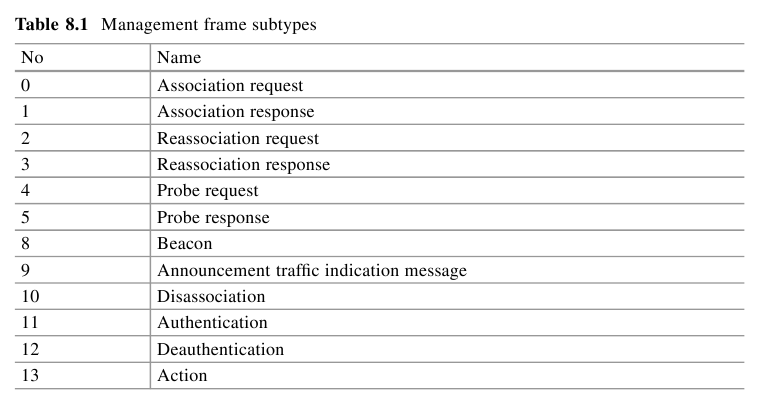 Table 8.1 Management frame subtypes
No Name
0 Association request
1 Association response
2 Reassociation request
3 Reassociation response
4 Probe request
5 Probe response
8 Beacon
9 Announcement traffic indication message
10 Disassociation
11 Authentication
12 Deauthentication
13 Action